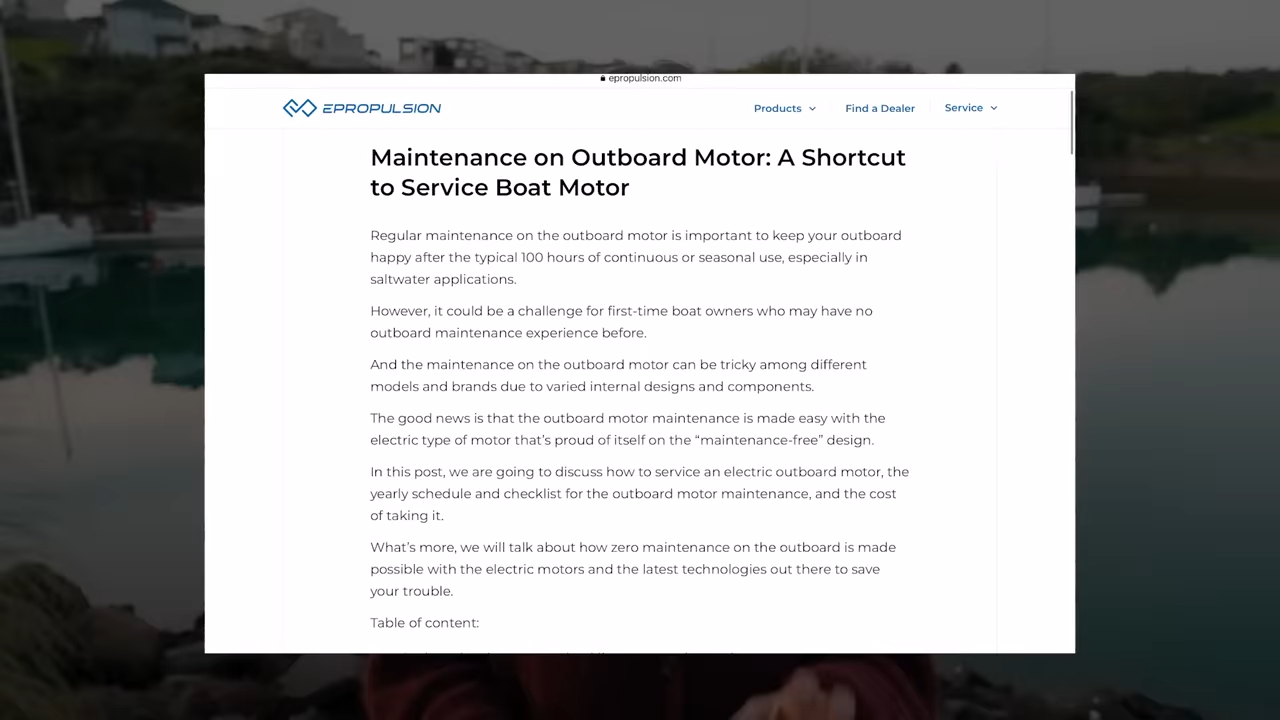 epropulsion.com
EPROPULSION
Products
Find a Dealer
Service
Maintenance on Outboard Motor: A Shortcut
to Service Boat Motor
Regular maintenance on the outboard motor is important to keep your outboard
happy after the typical 100 hours of continuous or seasonal use, especially in
saltwater applications.
However, it could be a challenge for first-time boat owners who may have no
outboard maintenance experience before.
And the maintenance on the outboard motor can be tricky among different
models and brands due to varied internal designs and components.
The good news is that the outboard motor maintenance is made easy with the
electric type of motor that’s proud of itself on the “maintenance-free” design.
In this post, we are going to discuss how to service an electric outboard motor, the
yearly schedule and checklist for the outboard motor maintenance, and the cost
of taking it.
What’s more, we will talk about how zero maintenance on the outboard is made
possible with the electric motors and the latest technologies out there to save
your trouble.
Table of content: